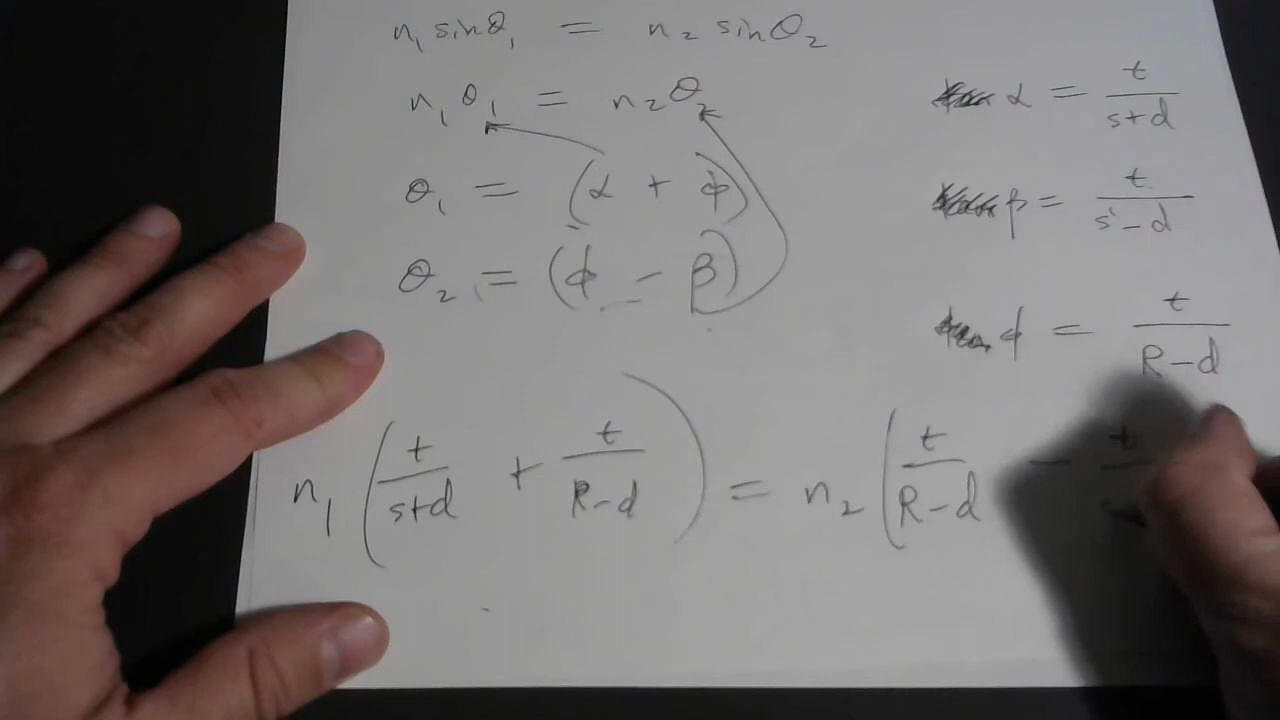 n₁ sinθ₁ = n₂ sinθ₂
n₁ θ₁ = n₂ θ₂
α = t/(s+d)
θ₁ = (α + ϕ)
β = t/(s'-d)
θ₂ = (ϕ - β)
ϕ = t/(R-d)
n₁ (t/(s+d) + t/(R-d)) = n₂ (t/(R-d) - t/